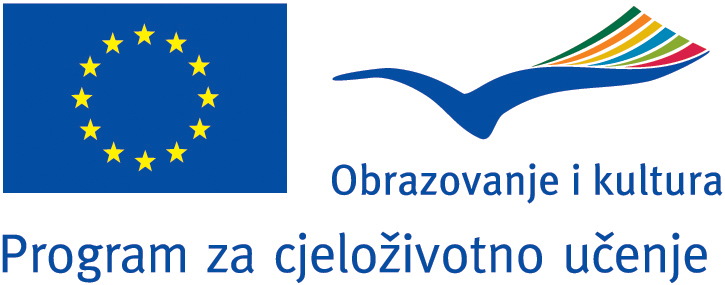 Obrazovanje i kultura
Program za cjeloživotno učenje